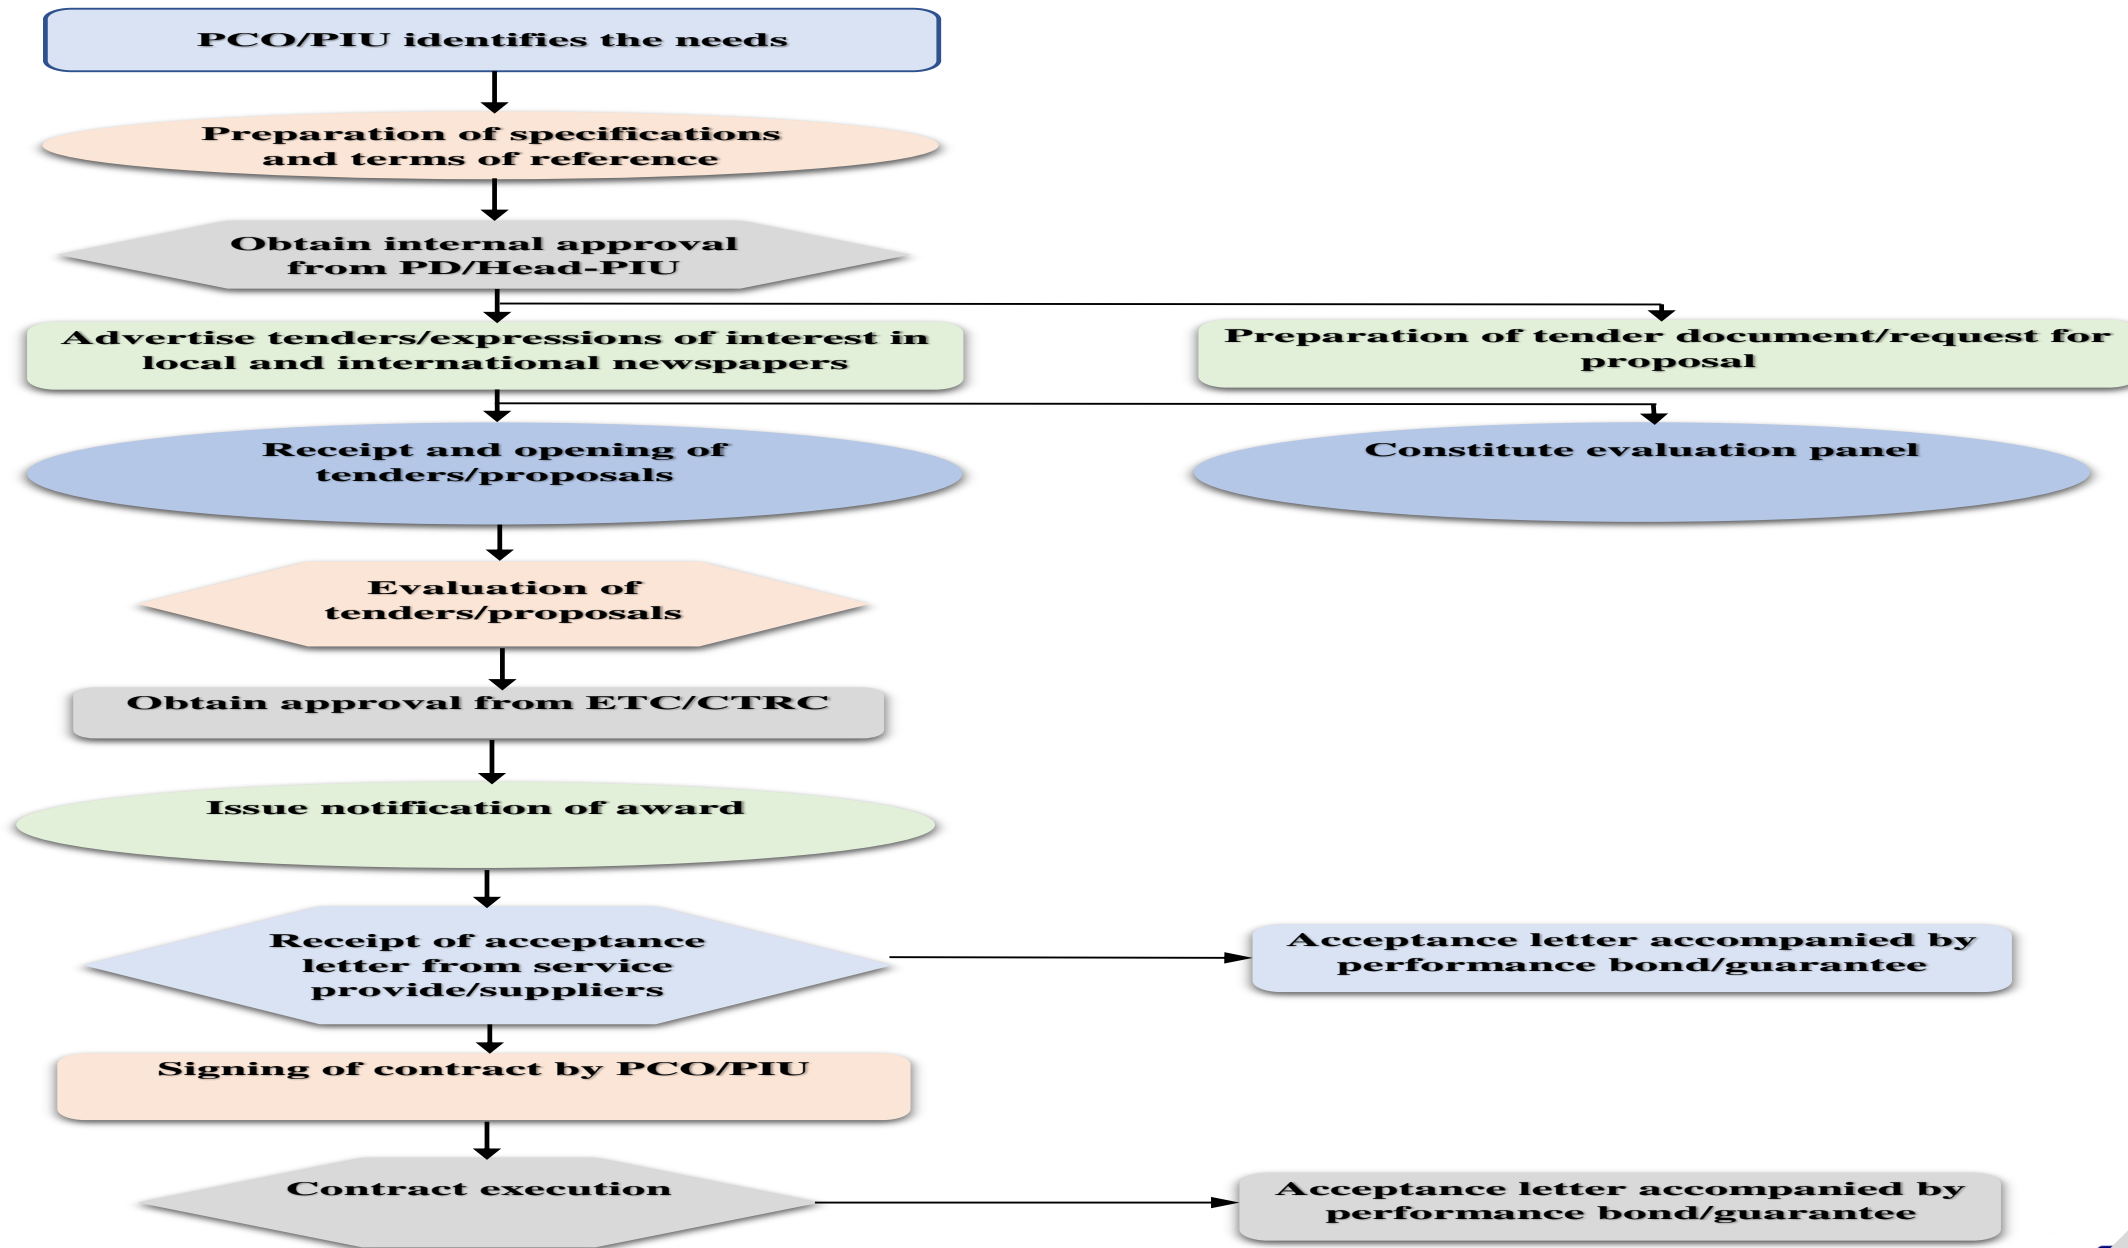 PCO/PIU identifies the needs
Preparation of specifications
and terms of reference
Obtain internal approval
from PD/Head-PIU
Advertise tenders/expressions of interest in
local and international newspapers
Preparation of tender document/request for
proposal
Receipt and opening of
tenders/proposals
Constitute evaluation panel
Evaluation of
tenders/proposals
Obtain approval from ETC/CTRC
Issue notification of award
Receipt of acceptance
letter from service
provide/suppliers
Acceptance letter accompanied by
performance bond/guarantee
Signing of contract by PCO/PIU
Contract execution
Acceptance letter accompanied by
performance bond/guarantee